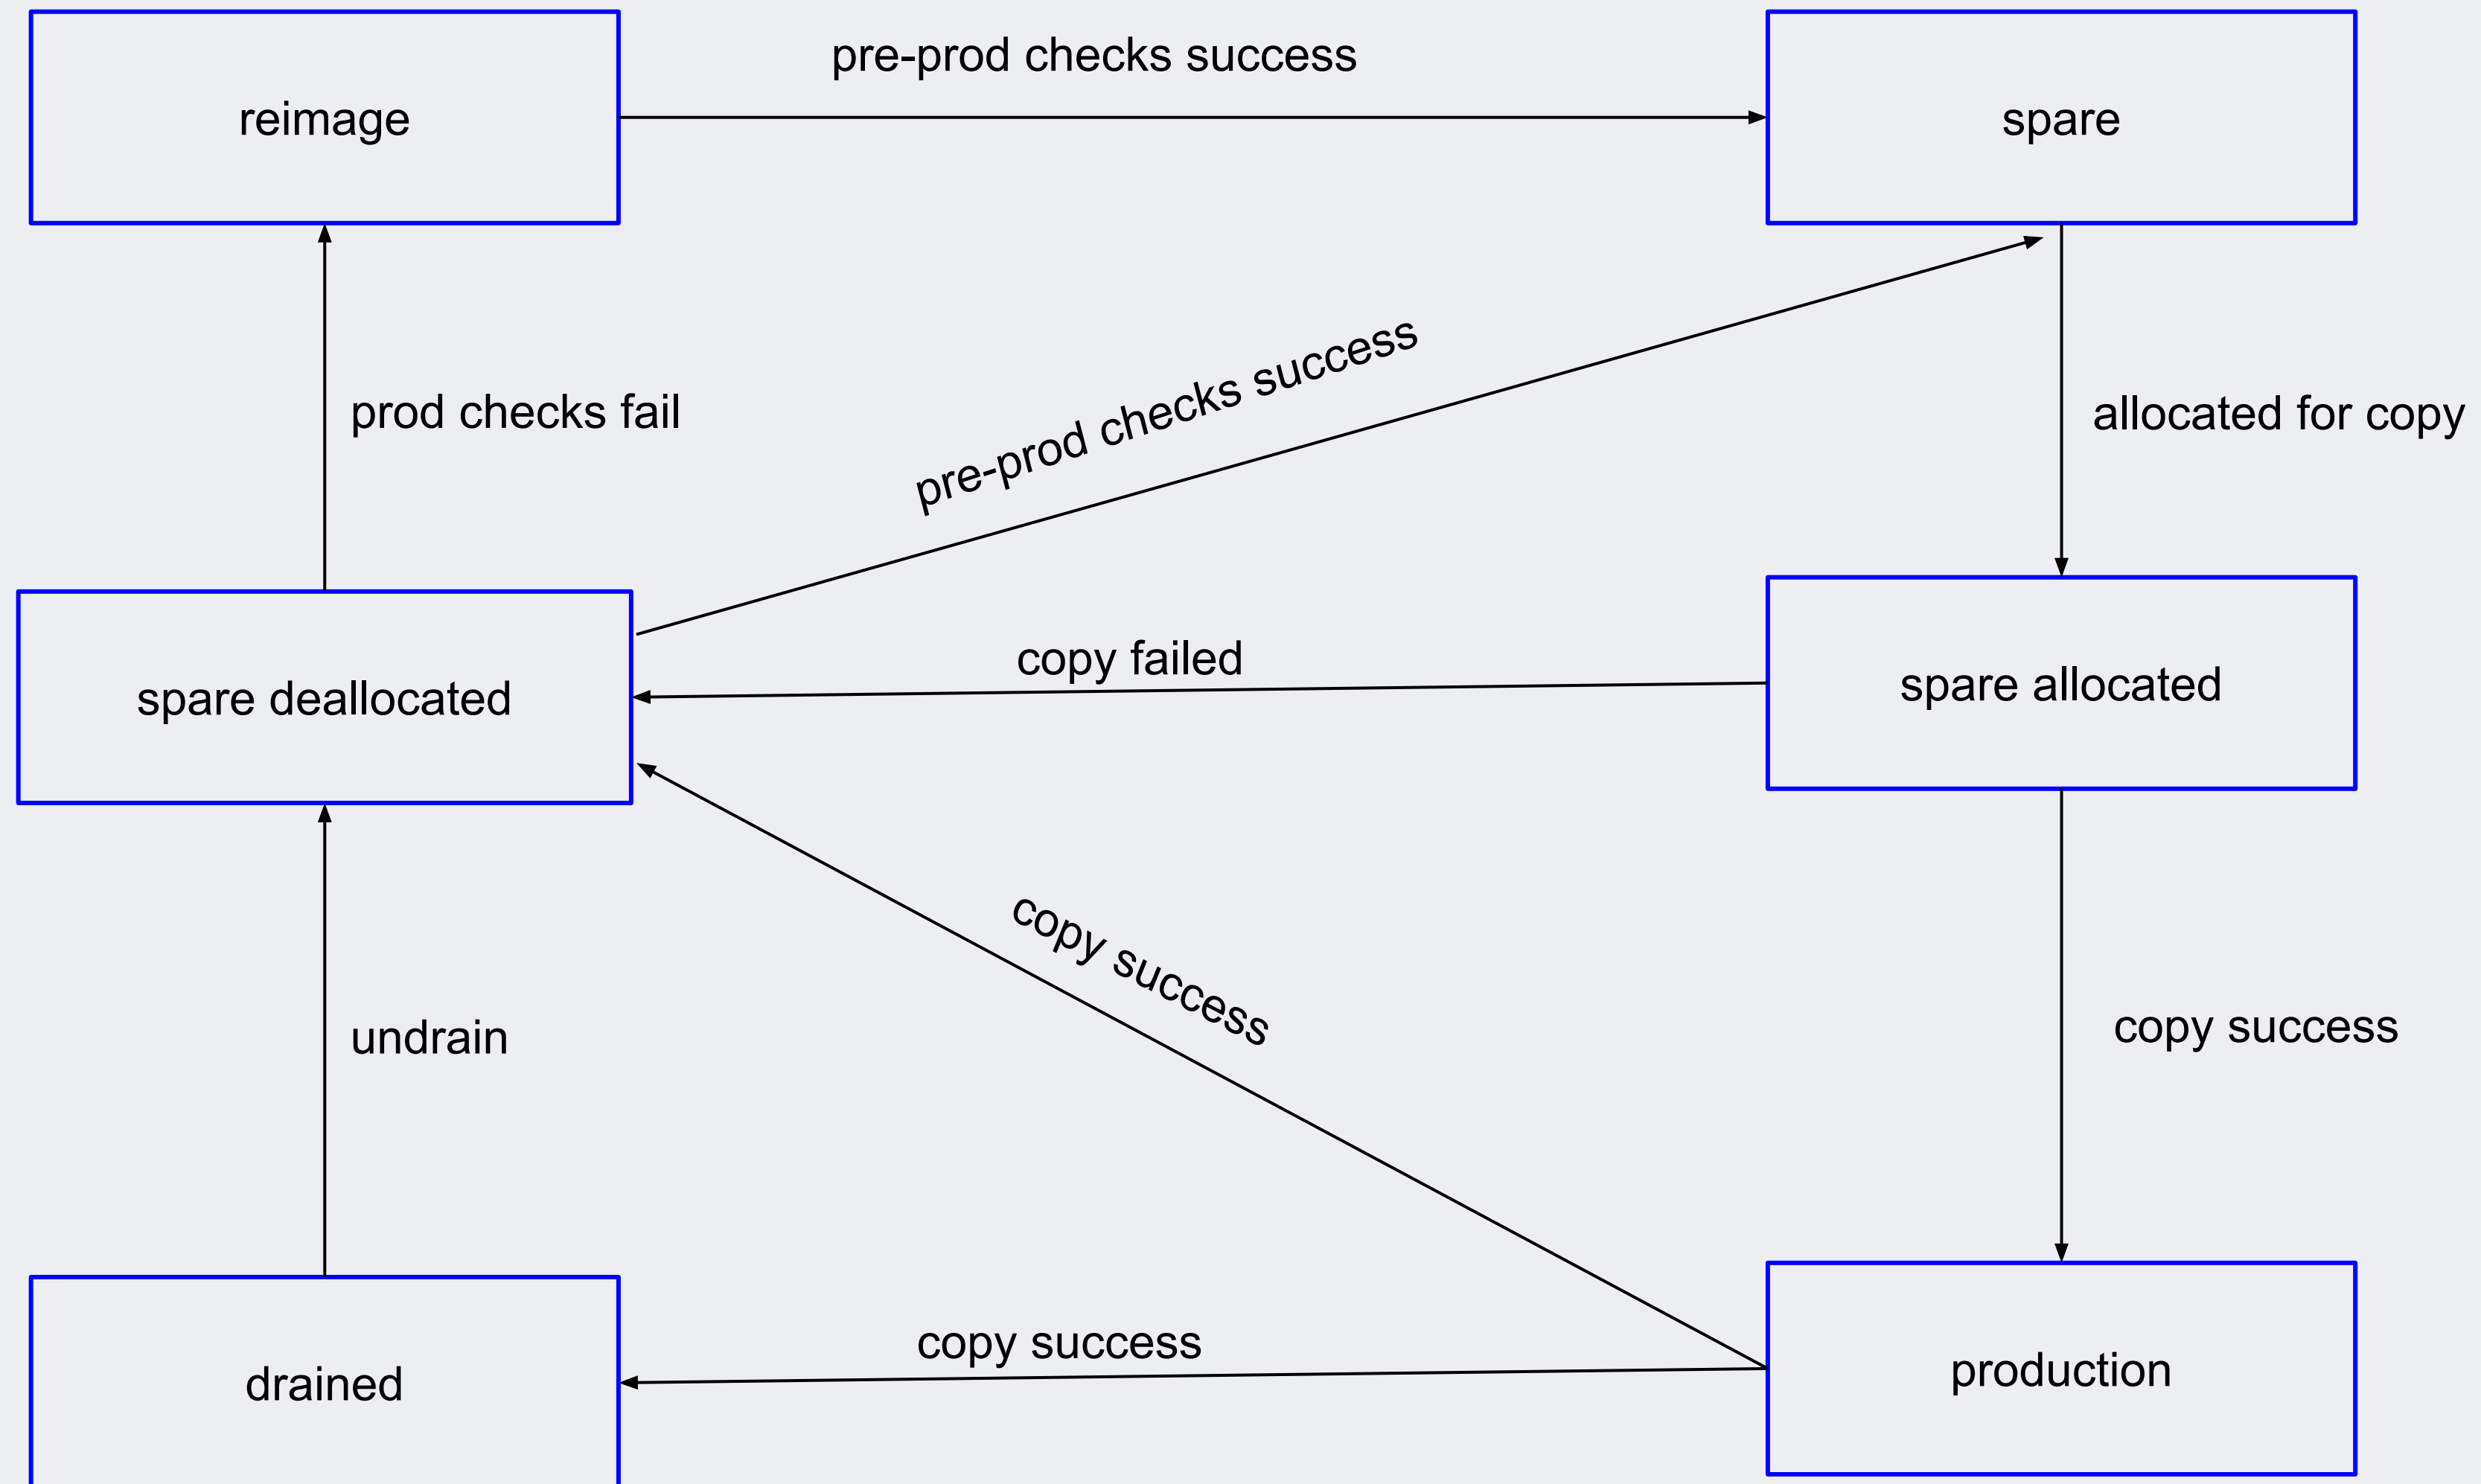 reimage
pre-prod checks success
spare
prod checks fail
pre-prod checks success
allocated for copy
spare deallocated
copy failed
spare allocated
undrain
copy success
copy success
drained
copy success
production